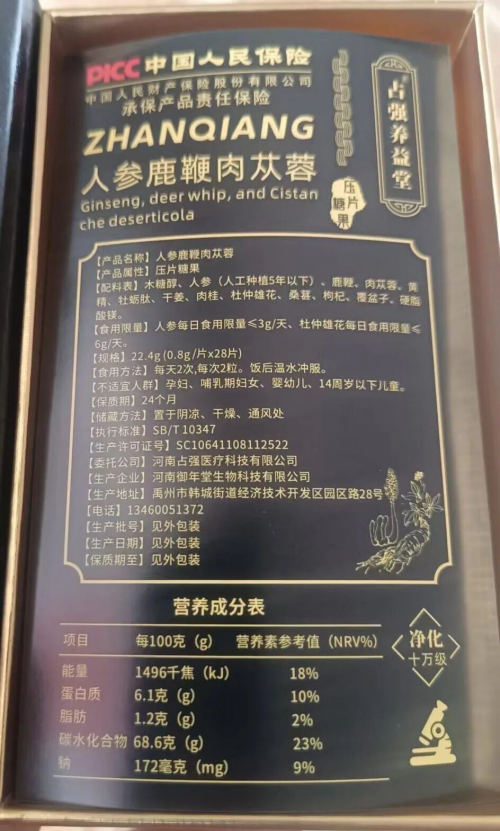 PICC 中国人民保险
中国人民财产保险股份有限公司
承保产品责任保险
ZHANQIANG
人参鹿鞭肉苁蓉
Ginseng, deer whip, and Cistan
che deserticola
压片
糖果
占强养益堂
【产品名称】人参鹿鞭肉苁蓉
【产品属性】压片糖果
【配料表】木糖醇、人参（人工种植5年以下）、鹿鞭、肉苁蓉、黄
精、牡蛎肽、干姜、肉桂、杜仲雄花、桑葚、枸杞、覆盆子、硬脂
酸镁。
【食用限量】人参每日食用限量≤3g/天、杜仲雄花每日食用限量≤
6g/天。
【规格】22.4g(0.8g/片x28片)
【食用方法】每天2次,每次2粒。饭后温水冲服。
【不适宜人群】孕妇、哺乳期妇女、婴幼儿、14周岁以下儿童。
【保质期】24个月
【储藏方法】置于阴凉、干燥、通风处
【执行标准】SB/T 10347
【生产许可证号】SC10641108112522
【委托公司】河南占强医疗科技有限公司
【生产企业】河南御年堂生物科技有限公司
【生产地址】禹州市韩城街道经济技术开发区园区路28号
【电话】13460051372
【生产批号】见外包装
【生产日期】见外包装
【保质期至】见外包装
营养成分表
项目 每100克（g） 营养素参考值（NRV%）
能量 1496千焦（kJ） 18%
蛋白质 6.1克（g） 10%
脂肪 1.2克（g） 2%
碳水化合物 68.6克（g） 23%
钠 172毫克（mg） 9%
净化
十万级